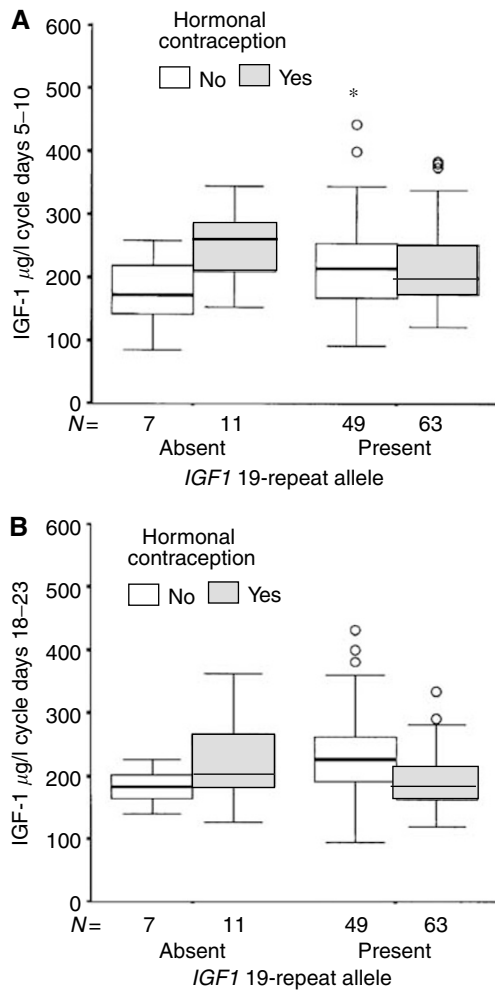 A
Hormonal
contraception
No Yes
IGF-1 µg/l cycle days 5–10
600
500
400
300
200
100
0
*
N= 7 11 49 63
Absent Present
IGF1 19-repeat allele
B
Hormonal
contraception
No Yes
IGF-1 µg/l cycle days 18–23
600
500
400
300
200
100
0
N= 7 11 49 63
Absent Present
IGF1 19-repeat allele